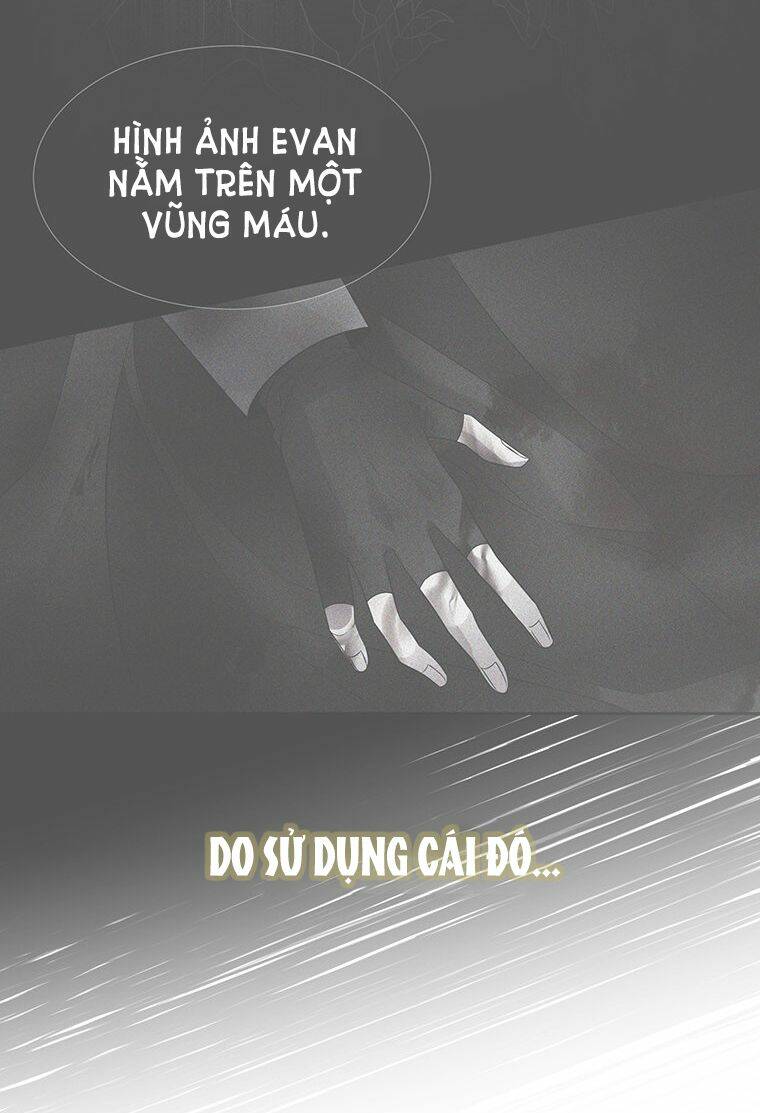 HÌNH ẢNH EVAN
NẰM TRÊN MỘT
VŨNG MÁU.
DO SỬ DỤNG CÁI ĐÓ...